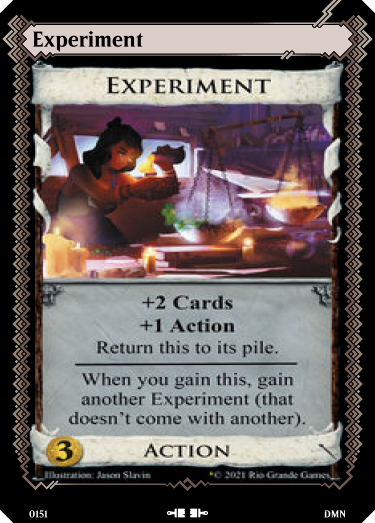 Experiment
EXPERIMENT
+2 Cards
+1 Action
Return this to its pile.
When you gain this, gain
another Experiment (that
doesn't come with another).
3
ACTION
Illustration: Jason Slavin
*© 2021 Rio Grande Games
0151
DMN